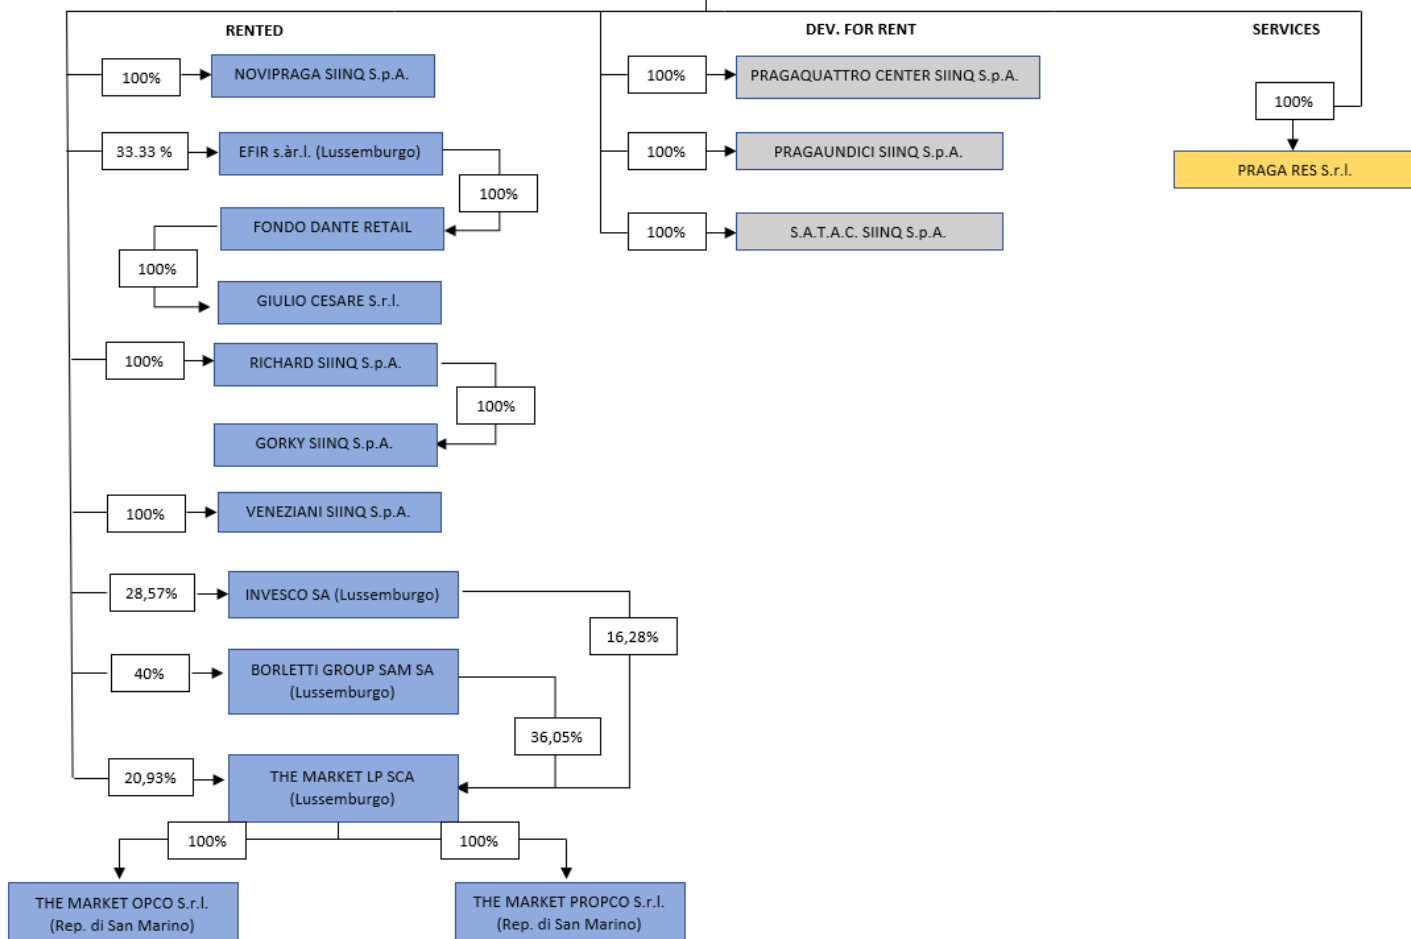 RENTED
DEV. FOR RENT
SERVICES
100%
NOVIPRAGA SIINQ S.p.A.
100%
PRAGAQUATTRO CENTER SIINQ S.p.A.
100%
33.33 %
EFIR s.àr.l. (Lussemburgo)
100%
PRAGAUNDICI SIINQ S.p.A.
PRAGA RES S.r.l.
100%
FONDO DANTE RETAIL
100%
S.A.T.A.C. SIINQ S.p.A.
100%
GIULIO CESARE S.r.l.
100%
RICHARD SIINQ S.p.A.
100%
GORKY SIINQ S.p.A.
100%
VENEZIANI SIINQ S.p.A.
28,57%
INVESCO SA (Lussemburgo)
16,28%
40%
BORLETTI GROUP SAM SA
(Lussemburgo)
36,05%
20,93%
THE MARKET LP SCA
(Lussemburgo)
100%
100%
THE MARKET OPCO S.r.l.
(Rep. di San Marino)
THE MARKET PROPCO S.r.l.
(Rep. di San Marino)